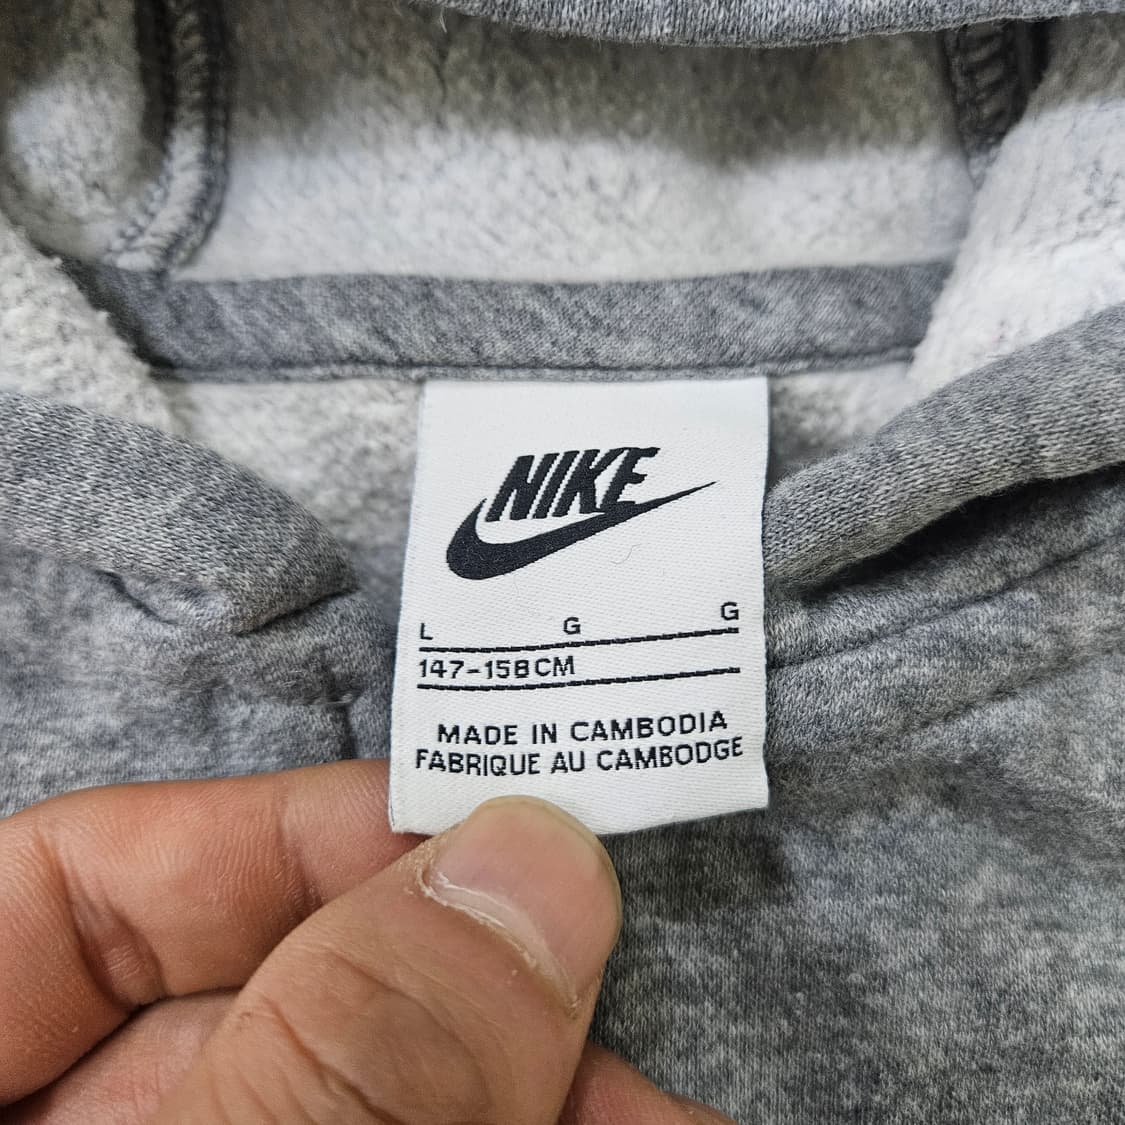 NIKE
L G G
147-158CM
MADE IN CAMBODIA
FABRIQUE AU CAMBODGE